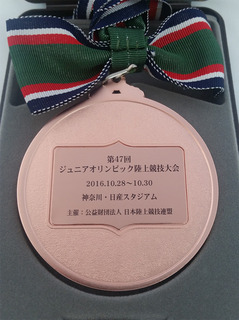 第47回
ジュニアオリンピック陸上競技大会
2016.10.28～10.30
神奈川・日産スタジアム
主催：公益財団法人 日本陸上競技連盟